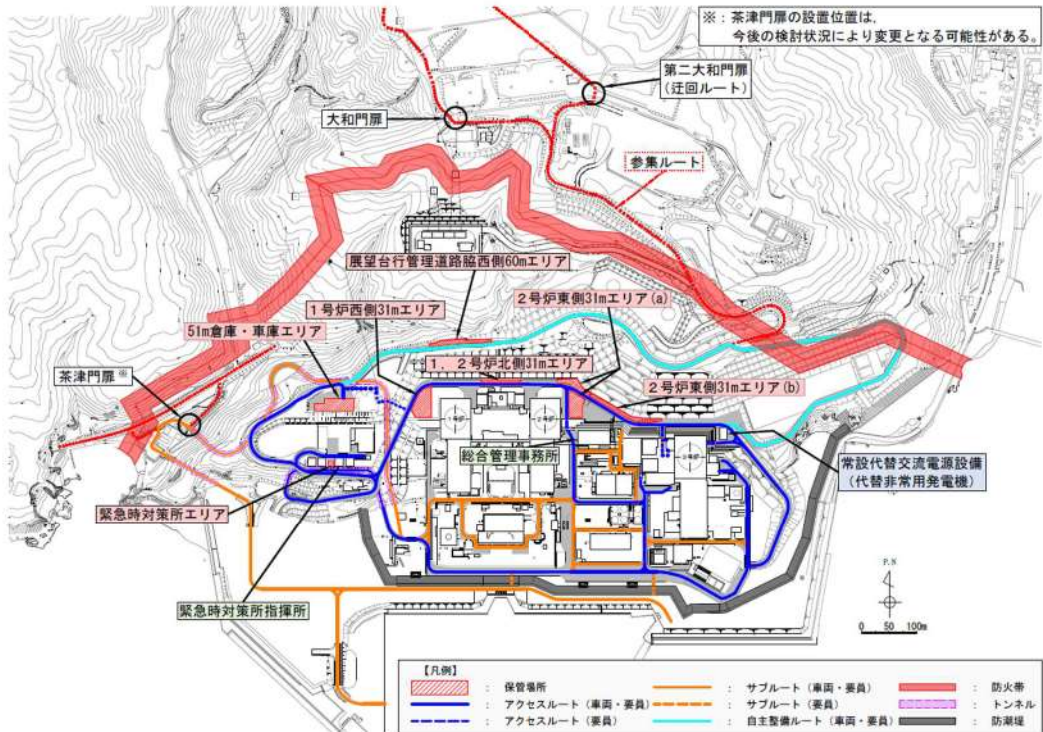 ※：茶津門扉の設置位置は、
今後の検討状況により変更となる可能性がある。
第二大和門扉
（迂回ルート）
大和門扉
参集ルート
展望台行管理道路脇西側60mエリア
１号炉西側31mエリア
２号炉東側31mエリア(a)
51m倉庫・車庫エリア
１，２号炉北側31mエリア
茶津門扉※
２号炉東側31mエリア(b)
１号炉
２号炉
３号炉
総合管理事務所
常設代替交流電源設備
（代替非常用発電機）
緊急時対策所エリア
緊急時対策所指揮所
P.N
0 50 100m
【凡例】
： 保管場所
： サブルート（車両・要員）
： 防火帯
： アクセスルート（車両・要員）
： サブルート（要員）
： トンネル
： アクセスルート（要員）
： 自主整備ルート（車両・要員）
： 防潮堤